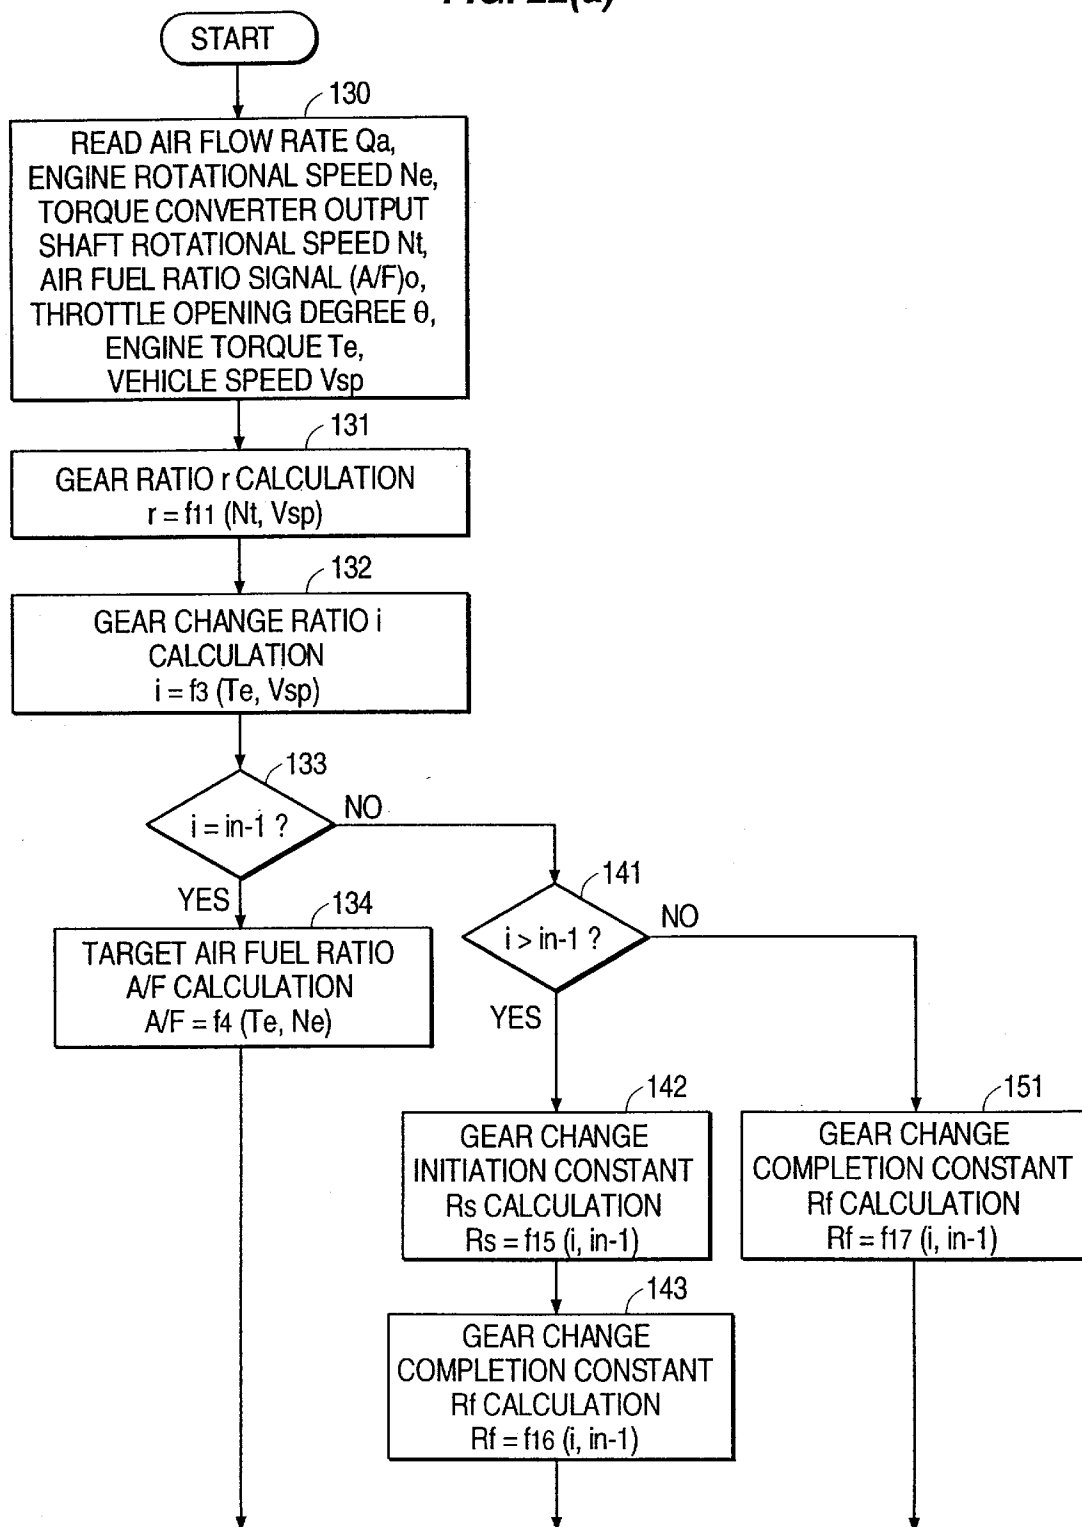 START
130
READ AIR FLOW RATE Qa,
ENGINE ROTATIONAL SPEED Ne,
TORQUE CONVERTER OUTPUT
SHAFT ROTATIONAL SPEED Nt,
AIR FUEL RATIO SIGNAL (A/F)o,
THROTTLE OPENING DEGREE θ,
ENGINE TORQUE Te,
VEHICLE SPEED Vsp
131
GEAR RATIO r CALCULATION
r = f11 (Nt, Vsp)
132
GEAR CHANGE RATIO i
CALCULATION
i = f3 (Te, Vsp)
133
i = in-1 ?
NO
YES
134
TARGET AIR FUEL RATIO
A/F CALCULATION
A/F = f4 (Te, Ne)
141
i > in-1 ?
NO
YES
142
GEAR CHANGE
INITIATION CONSTANT
Rs CALCULATION
Rs = f15 (i, in-1)
143
GEAR CHANGE
COMPLETION CONSTANT
Rf CALCULATION
Rf = f16 (i, in-1)
151
GEAR CHANGE
COMPLETION CONSTANT
Rf CALCULATION
Rf = f17 (i, in-1)